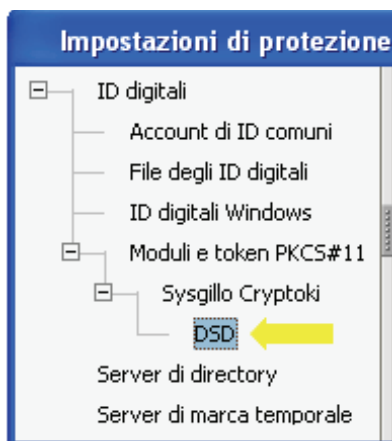 Impostazioni di protezione
ID digitali
Account di ID comuni
File degli ID digitali
ID digitali Windows
Moduli e token PKCS#11
Sysgillo Cryptoki
DSD
Server di directory
Server di marca temporale